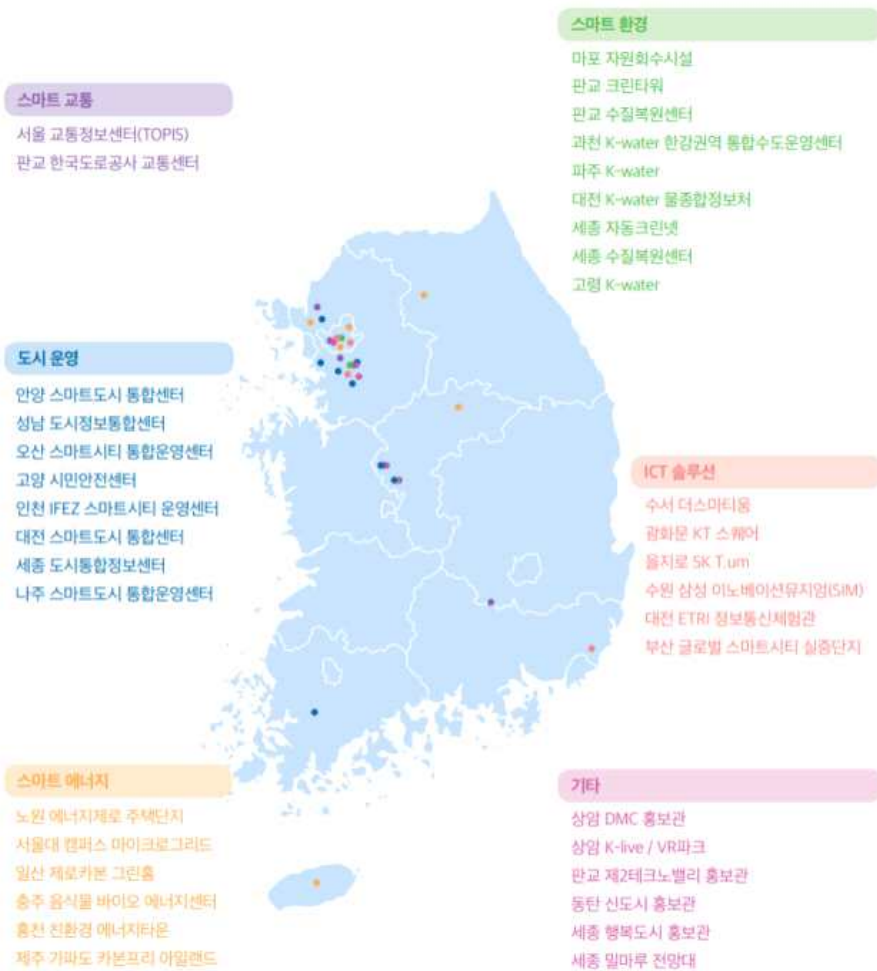 스마트 교통
서울 교통정보센터(TOPIS)
판교 한국도로공사 교통센터
스마트 환경
마포 자원회수시설
판교 크린타워
판교 수질복원센터
과천 K-water 한강권역 통합수도운영센터
파주 K-water
대전 K-water 물종합정보처
세종 자동크린넷
세종 수질복원센터
고령 K-water
도시 운영
안양 스마트도시 통합센터
성남 도시정보통합센터
오산 스마트시티 통합운영센터
고양 시민안전센터
인천 IFEZ 스마트시티 운영센터
대전 스마트도시 통합센터
세종 도시통합정보센터
나주 스마트도시 통합운영센터
ICT 솔루션
수서 더스마티움
광화문 KT 스퀘어
을지로 SK T.um
수원 삼성 이노베이션뮤지엄(SIM)
대전 ETRI 정보통신체험관
부산 글로벌 스마트시티 실증단지
스마트 에너지
노원 에너지제로 주택단지
서울대 캠퍼스 마이크로그리드
일산 제로카본 그린홈
충주 음식물 바이오 에너지센터
홍천 친환경 에너지타운
제주 가파도 카본프리 아일랜드
기타
상암 DMC 홍보관
상암 K-live / VR파크
판교 제2테크노밸리 홍보관
동탄 신도시 홍보관
세종 행복도시 홍보관
세종 밀마루 전망대